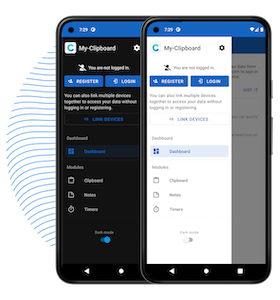 7:29
My-Clipboard
You are not logged in.
REGISTER
LOGIN
You can also link multiple devices
together to access your data without
logging in or registering.
LINK DEVICES
Dashboard
Dashboard
Modules
Clipboard
Notes
Timers
Dark mode
7:29
My-Clipboard
You are not logged in.
REGISTER
LOGIN
You can also link multiple devices
together to access your data without
logging in or registering.
LINK DEVICES
Dashboard
Dashboard
Modules
Clipboard
Notes
Timers
Dark mode